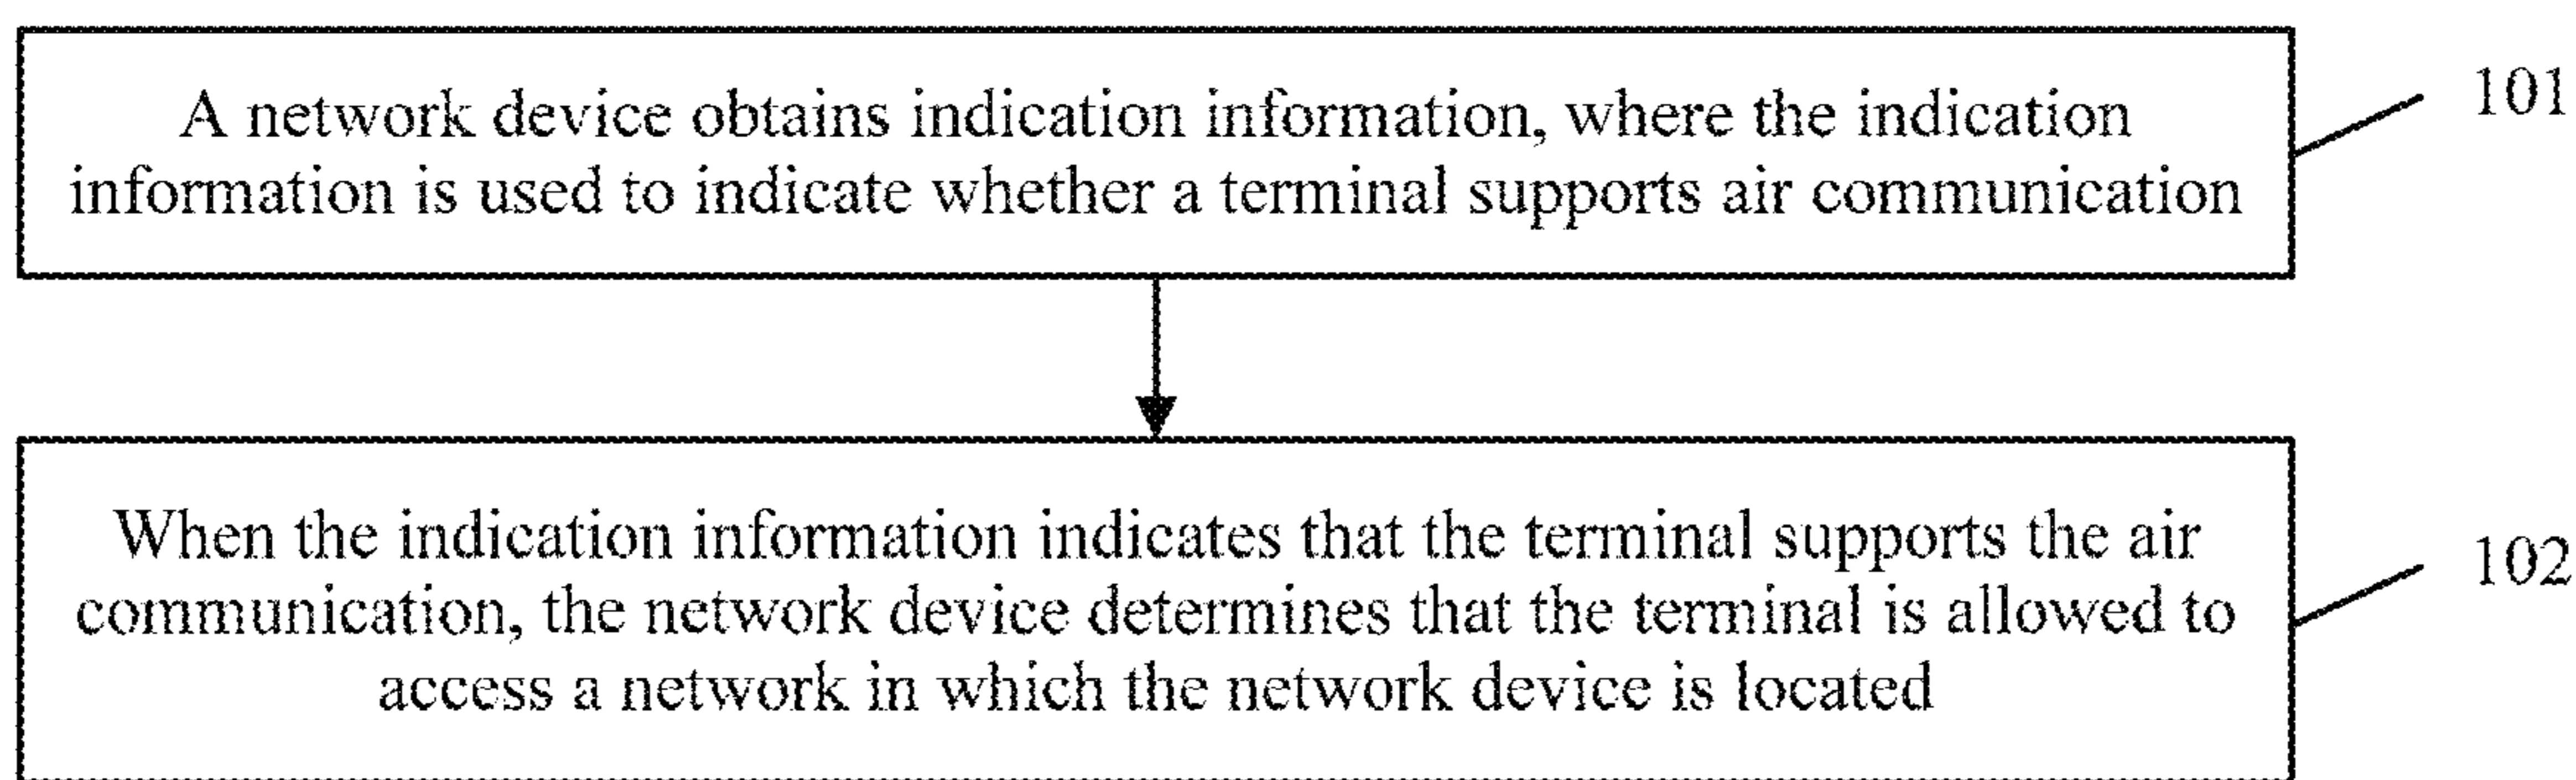 A network device obtains indication information, where the indication
information is used to indicate whether a terminal supports air communication
101
When the indication information indicates that the terminal supports the air
communication, the network device determines that the terminal is allowed to
access a network in which the network device is located
102